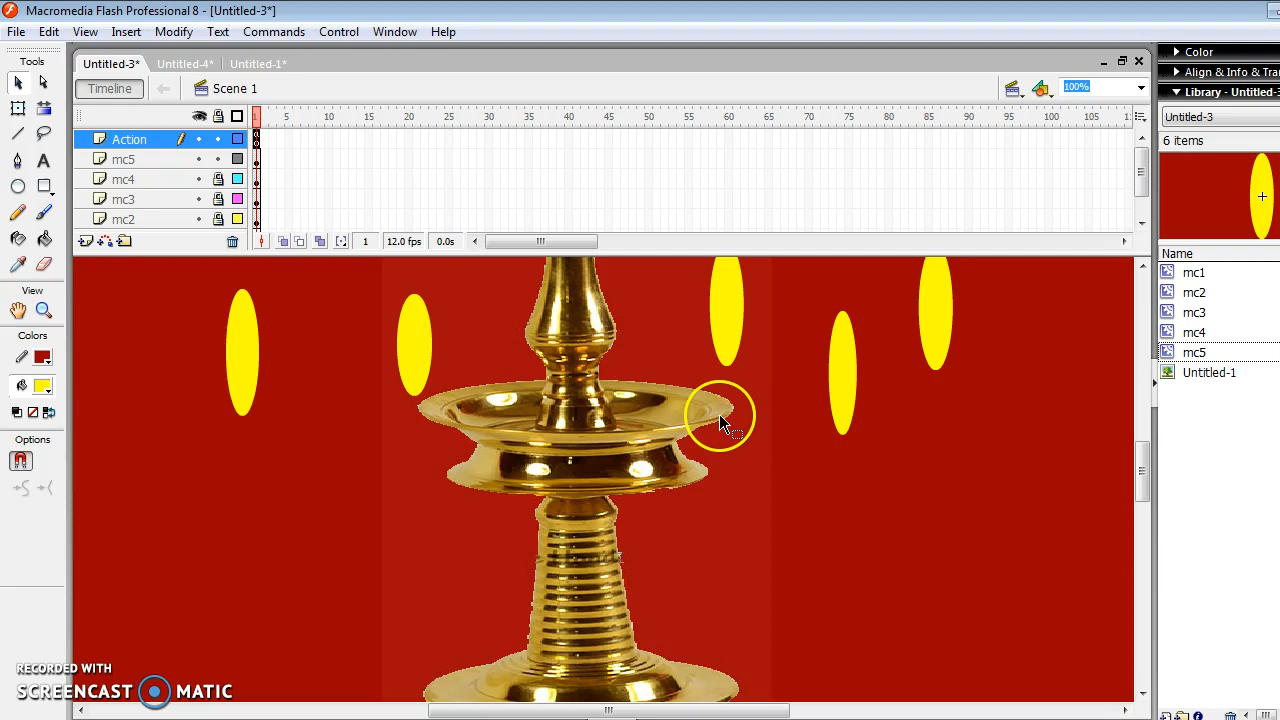 Macromedia Flash Professional 8 - [Untitled-3*]
File Edit View Insert Modify Text Commands Control Window Help
Tools
Untitled-3* Untitled-4* Untitled-1*
Color
Timeline Scene 1 100%
Align & Info & Tra
Library - Untitled-3
1 5 10 15 20 25 30 35 40 45 50 55 60 65 70 75 80 85 90 95 100 105
Untitled-3
Action
6 items
mc5
mc4
mc3
mc2
1 12.0 fps 0.0s
Name
mc1
mc2
mc3
mc4
mc5
Untitled-1
View
Colors
Options
RECORDED WITH
SCREENCAST MATIC